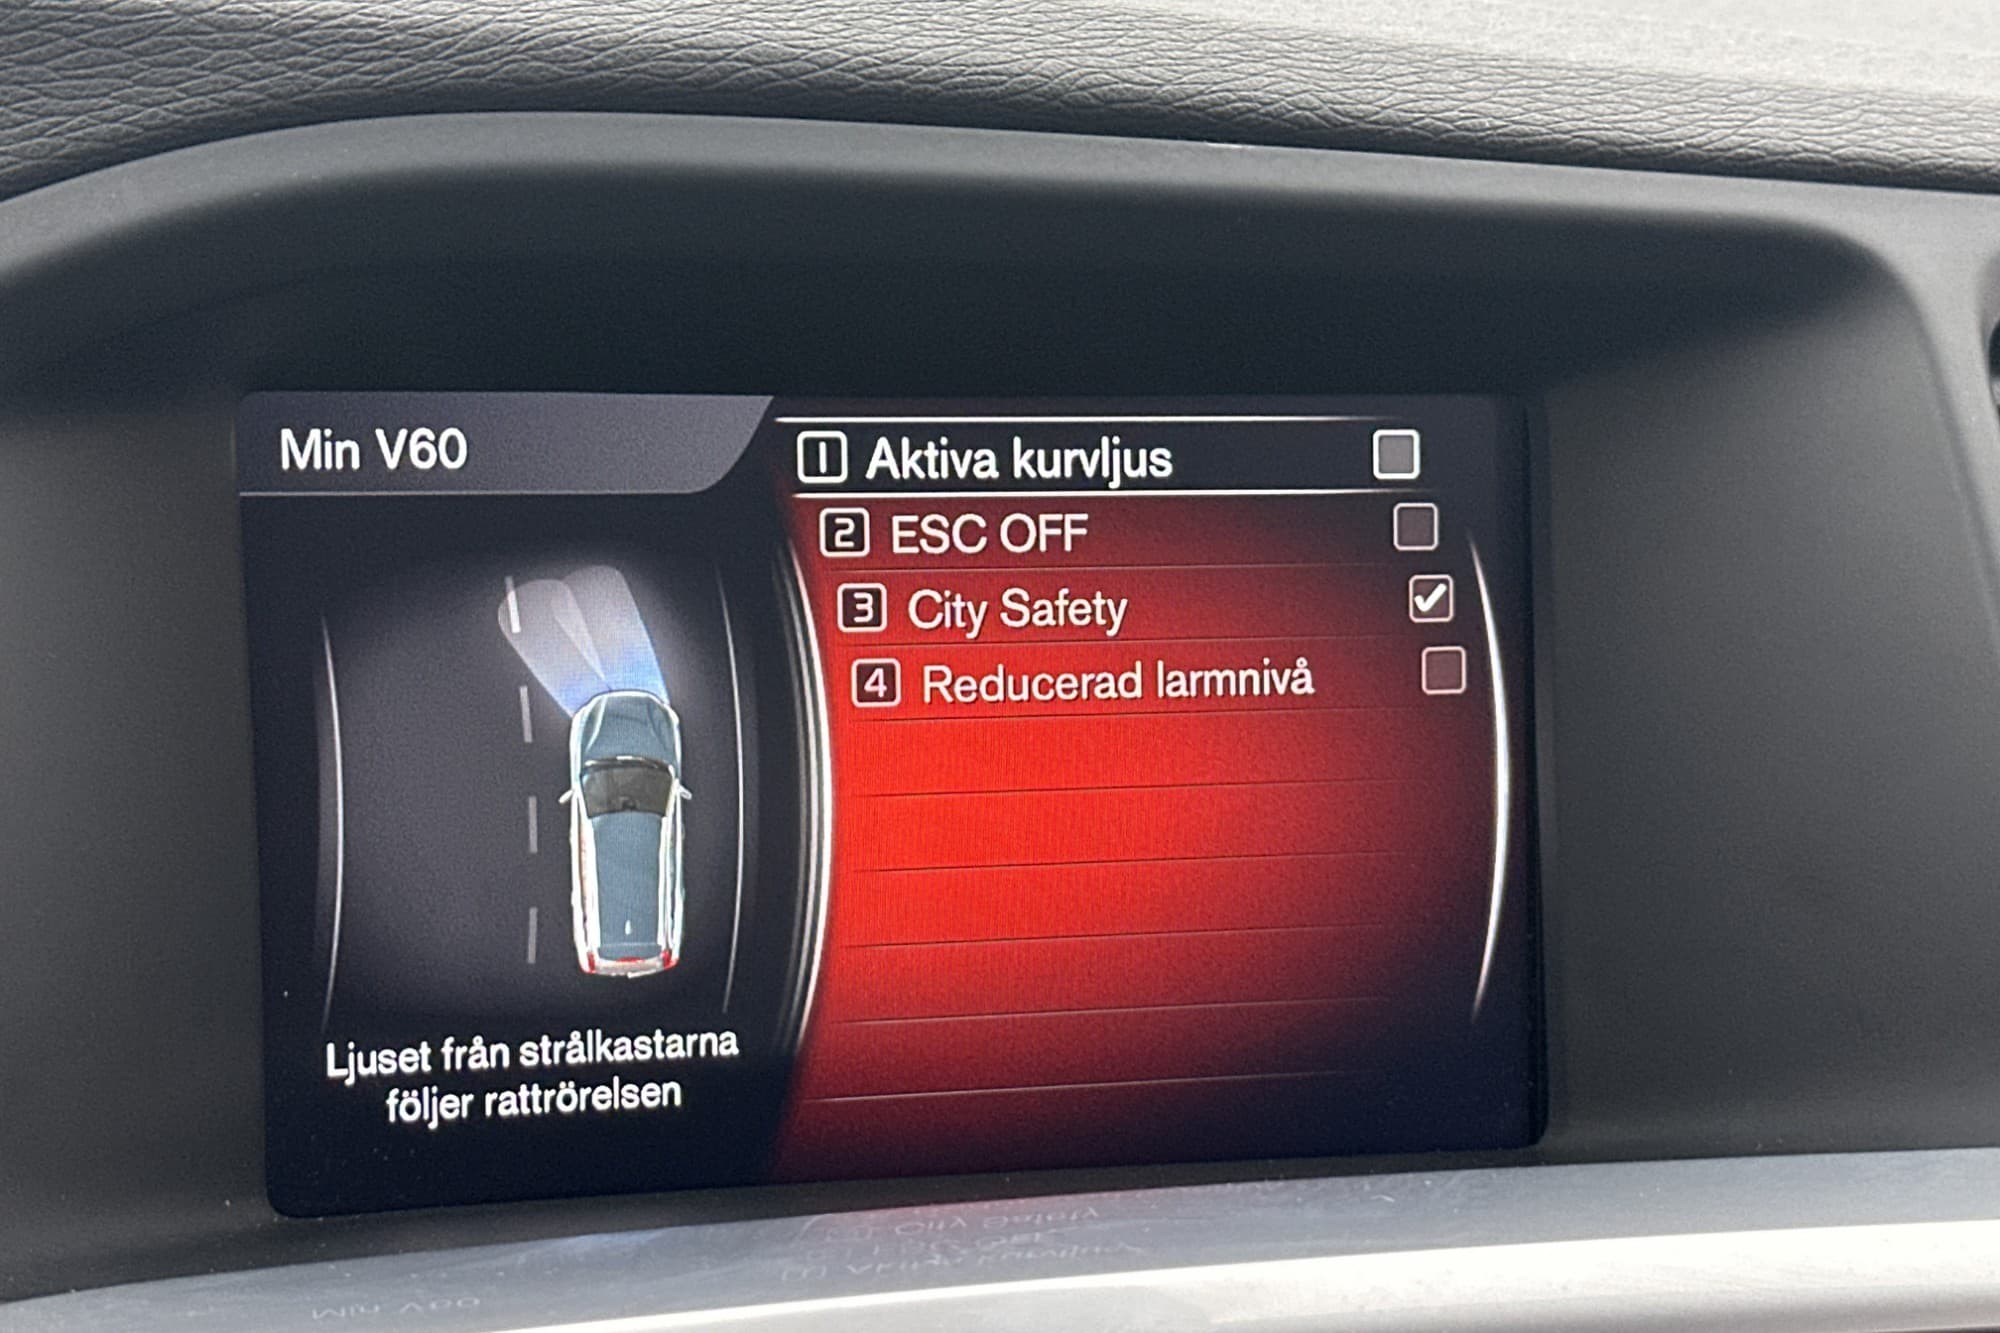 Min V60
1 Aktiva kurvljus
2 ESC OFF
3 City Safety
4 Reducerad larmnivå
Ljuset från strålkastarna
följer rattrörelsen